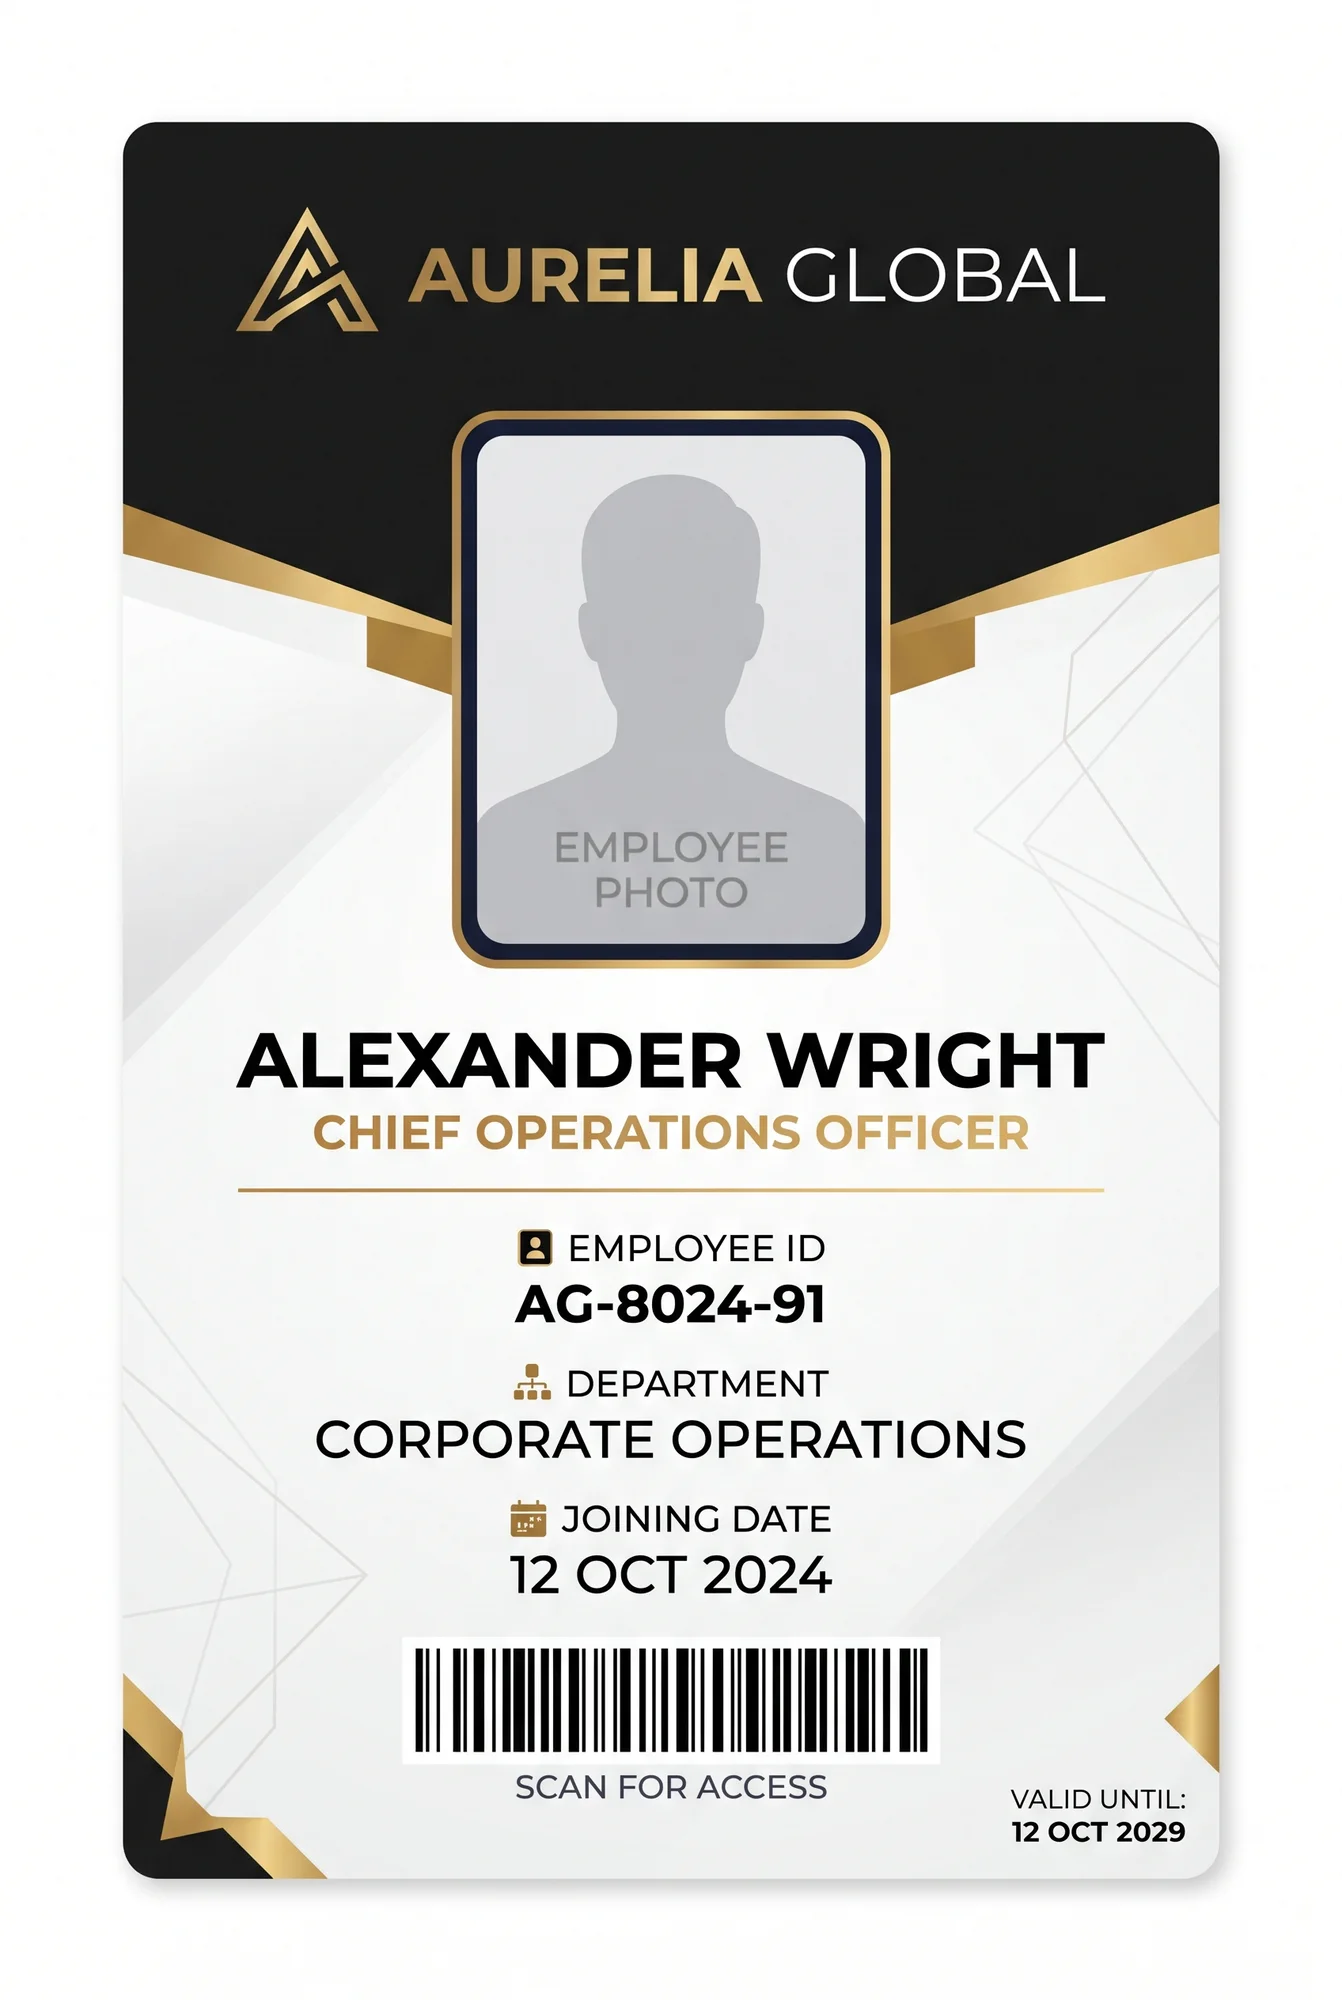 AURELIA GLOBAL
EMPLOYEE
PHOTO
ALEXANDER WRIGHT
CHIEF OPERATIONS OFFICER
EMPLOYEE ID
AG-8024-91
DEPARTMENT
CORPORATE OPERATIONS
JOINING DATE
12 OCT 2024
SCAN FOR ACCESS
VALID UNTIL:
12 OCT 2029